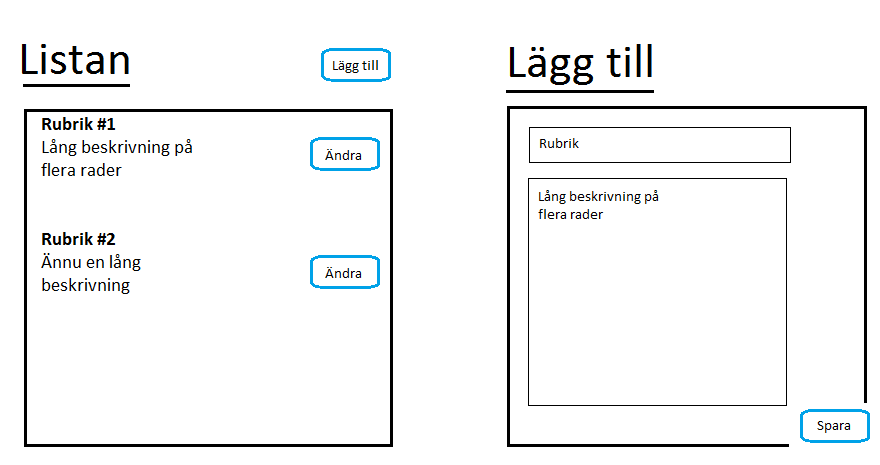 Listan
Lägg till
Rubrik #1
Lång beskrivning på
flera rader
Ändra
Rubrik #2
Ännu en lång
beskrivning
Ändra
Lägg till
Rubrik
Lång beskrivning på
flera rader
Spara